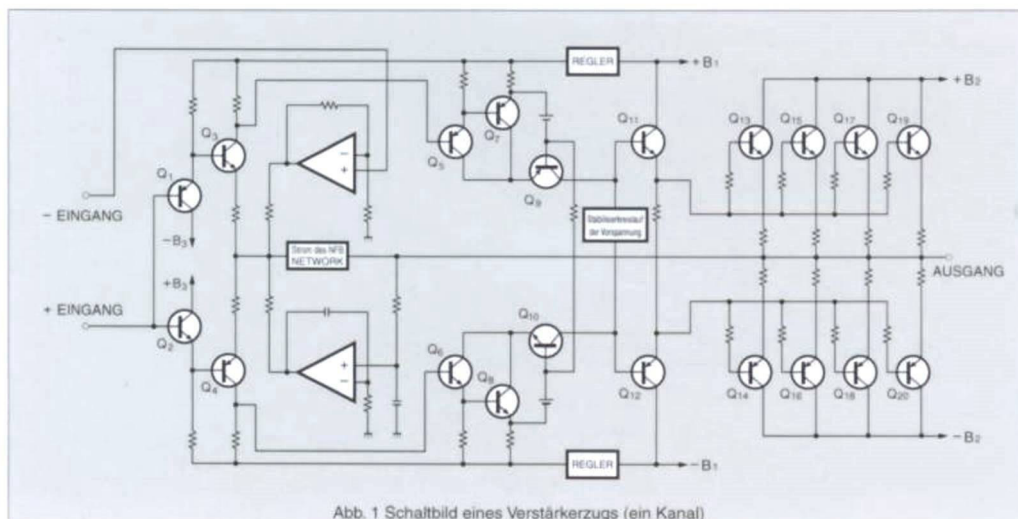 REGLER
+B₁
+B₂
Q₁₁
Q₁₃
Q₁₅
Q₁₇
Q₁₉
Q₃
Q₇
Q₅
Q₁
Q₉
− EINGANG
−B₃
+B₃
+ EINGANG
Q₂
Q₄
Strom des NFB
NETWORK
−
+
Stabilisierkreislauf
der Vorspannung
AUSGANG
Q₁₀
Q₆
Q₈
+
−
Q₁₂
Q₁₄
Q₁₆
Q₁₈
Q₂₀
−B₂
REGLER
−B₁
Abb. 1 Schaltbild eines Verstärkerzugs (ein Kanal)